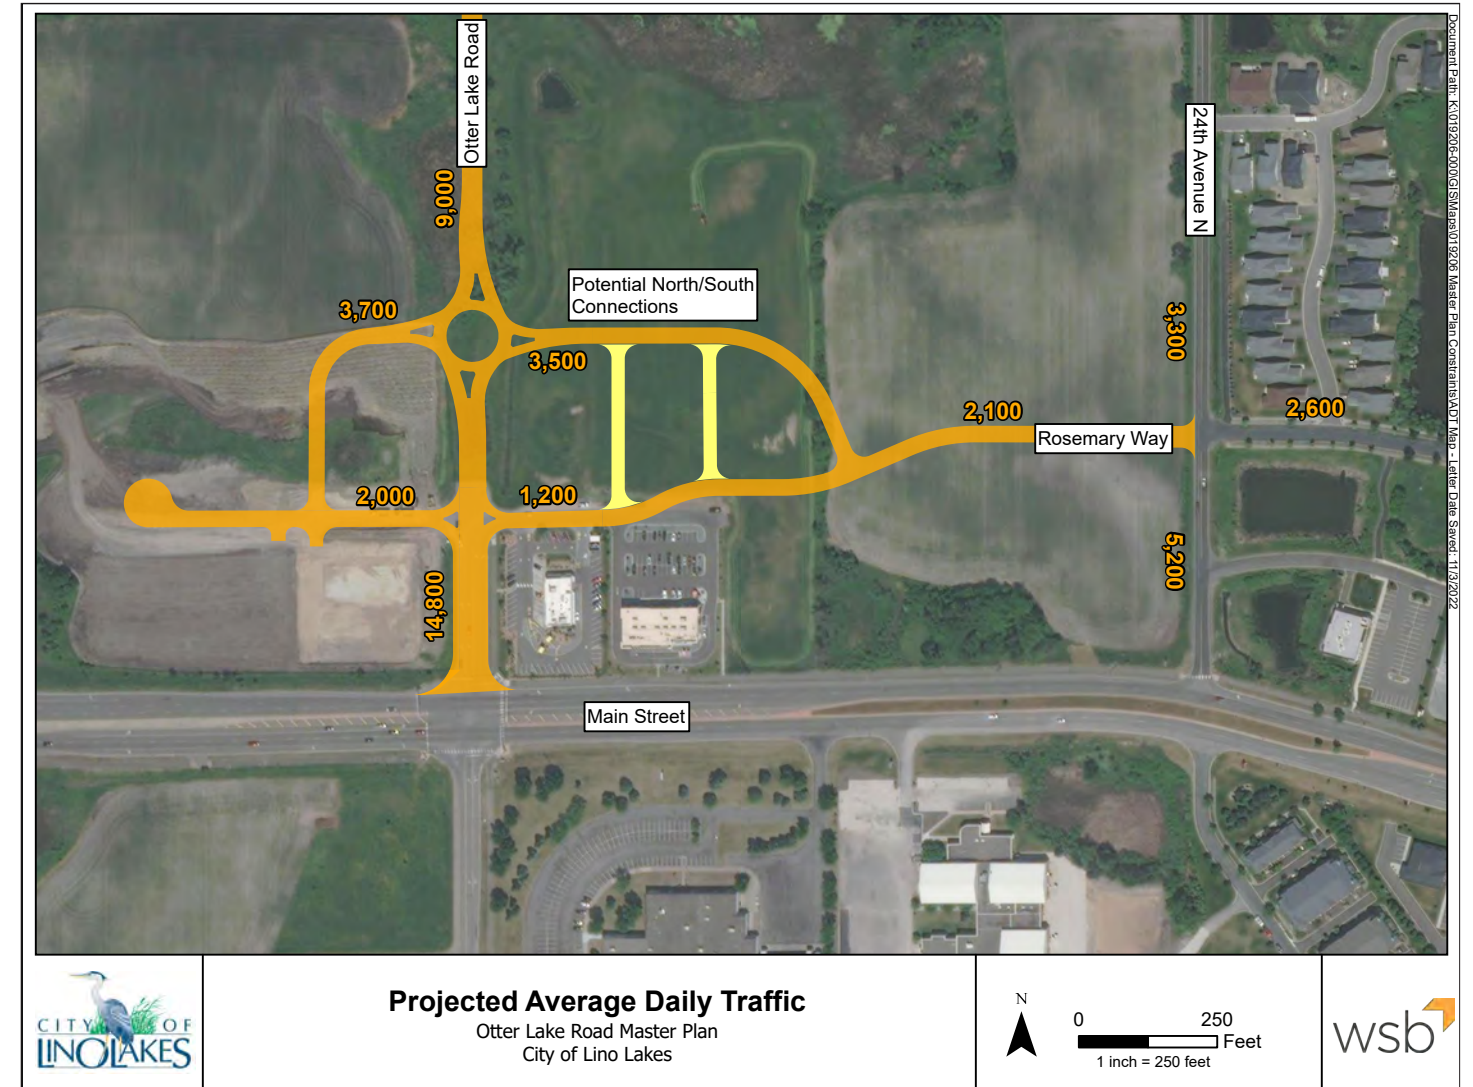 Otter Lake Road
24th Avenue N
9,000
Potential North/South
Connections
3,700
3,500
3,300
2,600
2,100
Rosemary Way
2,000
1,200
5,200
14,800
Main Street
Document Path: K:\019206-000\GIS\Maps\019206 Master Plan Constraints\ADT Map - Letter Date Saved: 11/3/2022
CITY OF
LINO LAKES
Projected Average Daily Traffic
Otter Lake Road Master Plan
City of Lino Lakes
N
0 250
Feet
1 inch = 250 feet
wsb